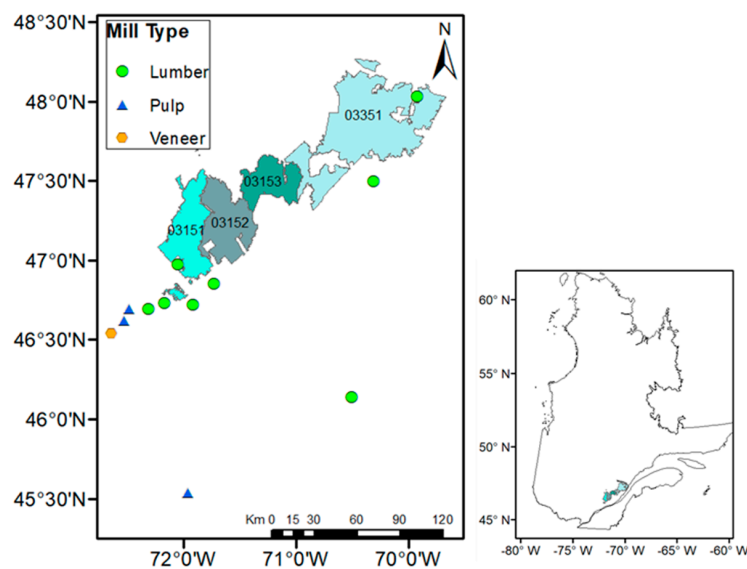 48°30'N
48°0'N
47°30'N
47°0'N
46°30'N
46°0'N
45°30'N
Mill Type
Lumber
Pulp
Veneer
N
03351
03153
03152
03151
Km 0 15 30 60 90 120
72°0'W 71°0'W 70°0'W
60° N
55° N
50° N
45° N
-80° W -75° W -70° W -65° W -60° W